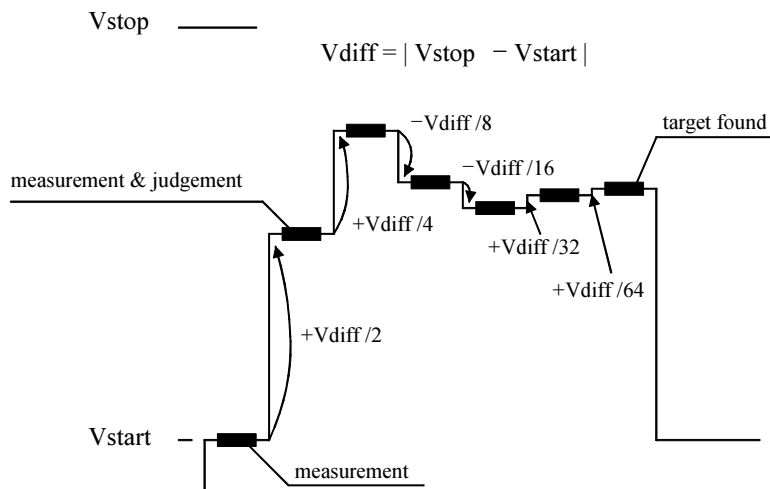 Vstop
Vdiff = | Vstop − Vstart |
−Vdiff /8
target found
−Vdiff /16
measurement & judgement
+Vdiff /4
+Vdiff /32
+Vdiff /64
+Vdiff /2
Vstart
measurement